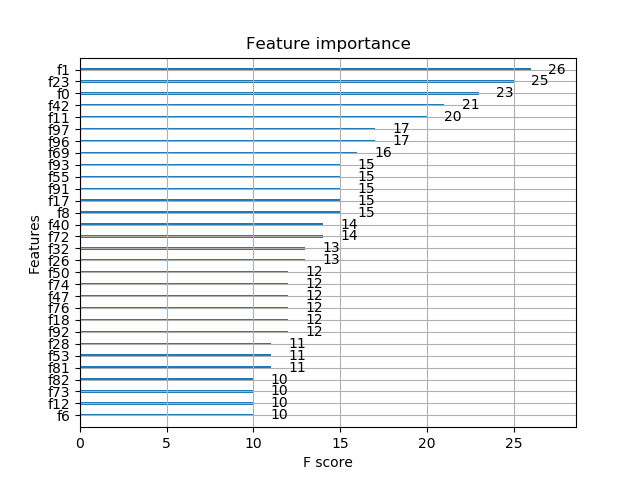 Feature importance
f1 26
f23 25
f0 23
f42 21
f11 20
f97 17
f96 17
f69 16
f93 15
f55 15
f91 15
f17 15
f8 15
f40 14
f72 14
f32 13
f26 13
f50 12
f74 12
f47 12
f76 12
f18 12
f92 12
f28 11
f53 11
f81 11
f82 10
f73 10
f12 10
f6 10
Features
0 5 10 15 20 25
F score